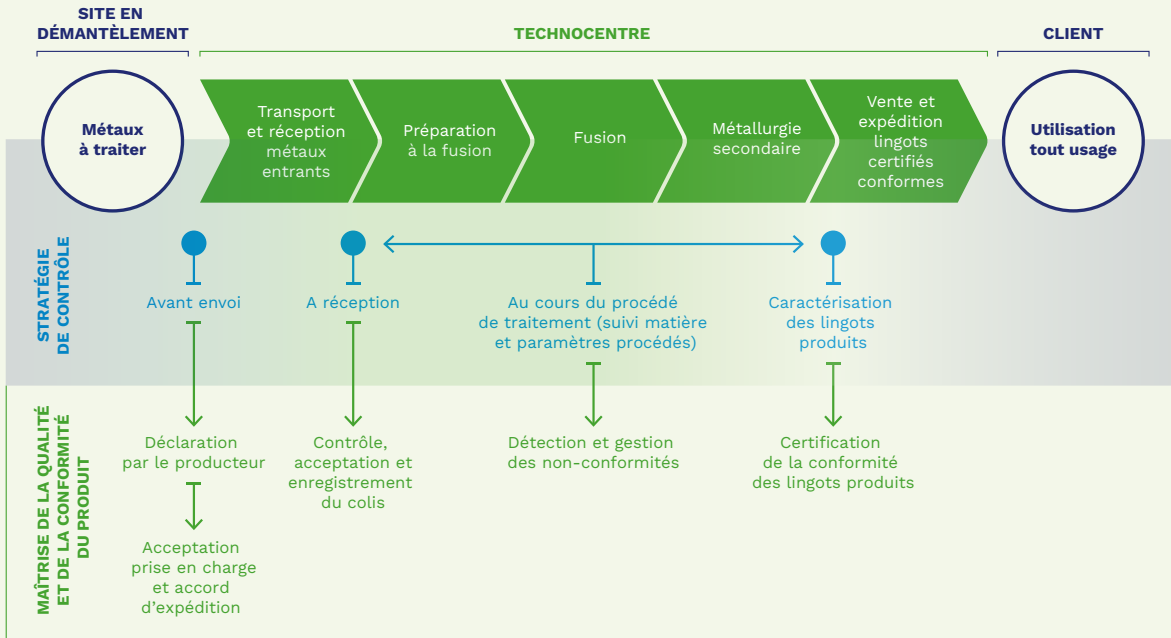 SITE EN
DÉMANTÈLEMENT
TECHNOCENTRE
CLIENT
Métaux
à traiter
Transport
et réception
métaux
entrants
Préparation
à la fusion
Fusion
Métallurgie
secondaire
Vente et
expédition
lingots
certifiés
conformes
Utilisation
tout usage
STRATÉGIE
DE CONTRÔLE
Avant envoi
A réception
Au cours du procédé
de traitement (suivi matière
et paramètres procédés)
Caractérisation
des lingots
produits
MAÎTRISE DE LA QUALITÉ
ET DE LA CONFORMITÉ
DU PRODUIT
Déclaration
par le producteur
Contrôle,
acceptation et
enregistrement
du colis
Détection et gestion
des non-conformités
Certification
de la conformité
des lingots produits
Acceptation
prise en charge
et accord
d’expédition